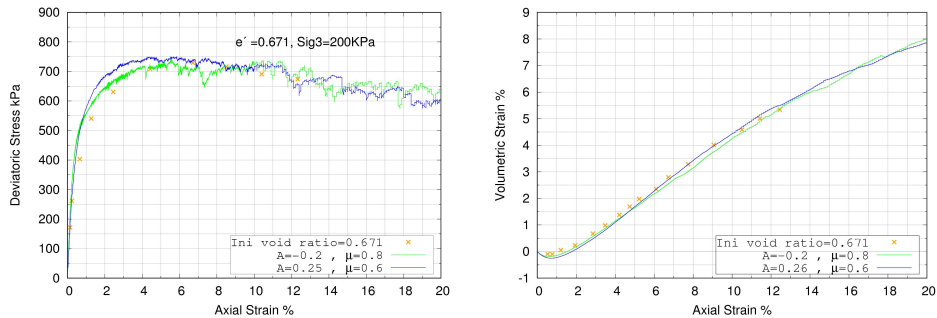 900
800
700
600
500
400
300
200
100
0
Deviatoric Stress kPa
e´ =0.671, Sig3=200KPa
Ini void ratio=0.671
A=-0.2 , μ=0.8
A=0.25 , μ=0.6
0 2 4 6 8 10 12 14 16 18 20
Axial Strain %
9
8
7
6
5
4
3
2
1
0
-1
Volumetric Strain %
Ini void ratio=0.671
A=-0.2 , μ=0.8
A=0.26 , μ=0.6
0 2 4 6 8 10 12 14 16 18 20
Axial Strain %